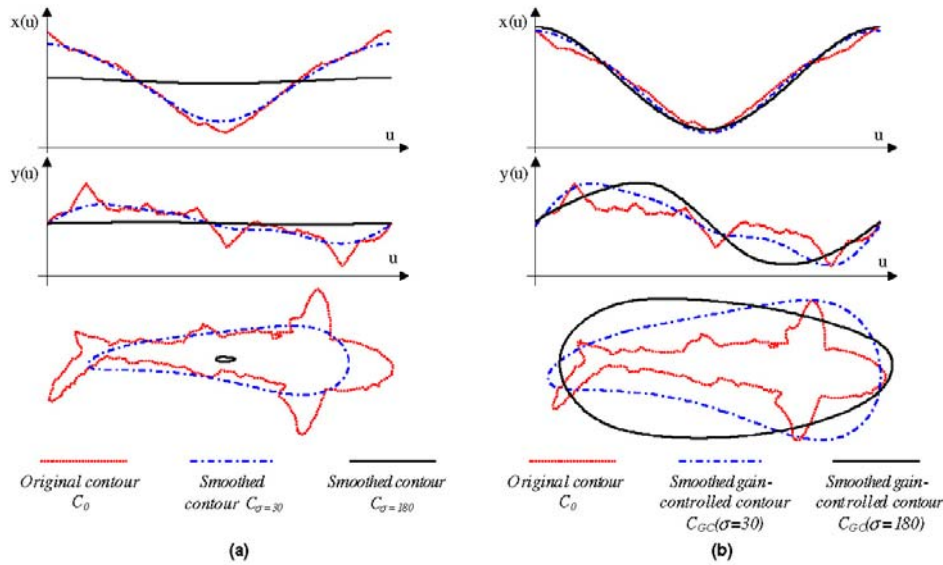 x(u)
u
y(u)
u
Original contour
C0
Smoothed
contour Cσ=30
Smoothed contour
Cσ=180
(a)
x(u)
u
y(u)
u
Original contour
C0
Smoothed gain-
controlled contour
CGC(σ=30)
Smoothed gain-
controlled contour
CGC(σ=180)
(b)